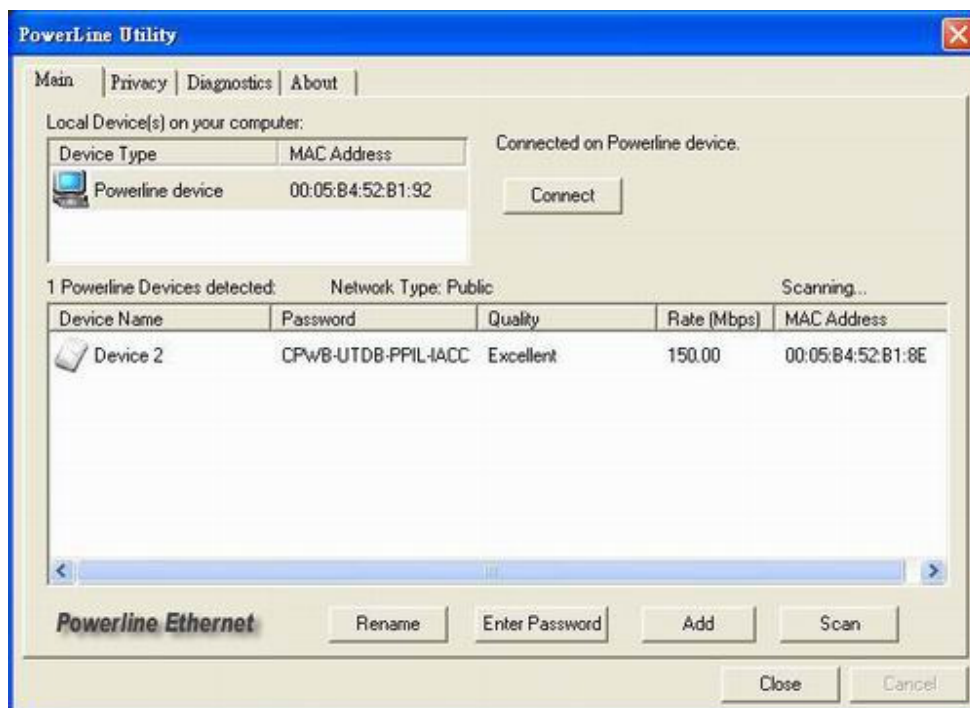 PowerLine Utility
Main Privacy Diagnostics About
Local Device(s) on your computer:
Device Type MAC Address
Powerline device 00:05:B4:52:B1:92
Connected on Powerline device.
Connect
1 Powerline Devices detected: Network Type: Public Scanning...
Device Name Password Quality Rate (Mbps) MAC Address
Device 2 CPWB-UTDB-PPIL-IACC Excellent 150.00 00:05:B4:52:B1:8E
Powerline Ethernet Rename Enter Password Add Scan
Close Cancel